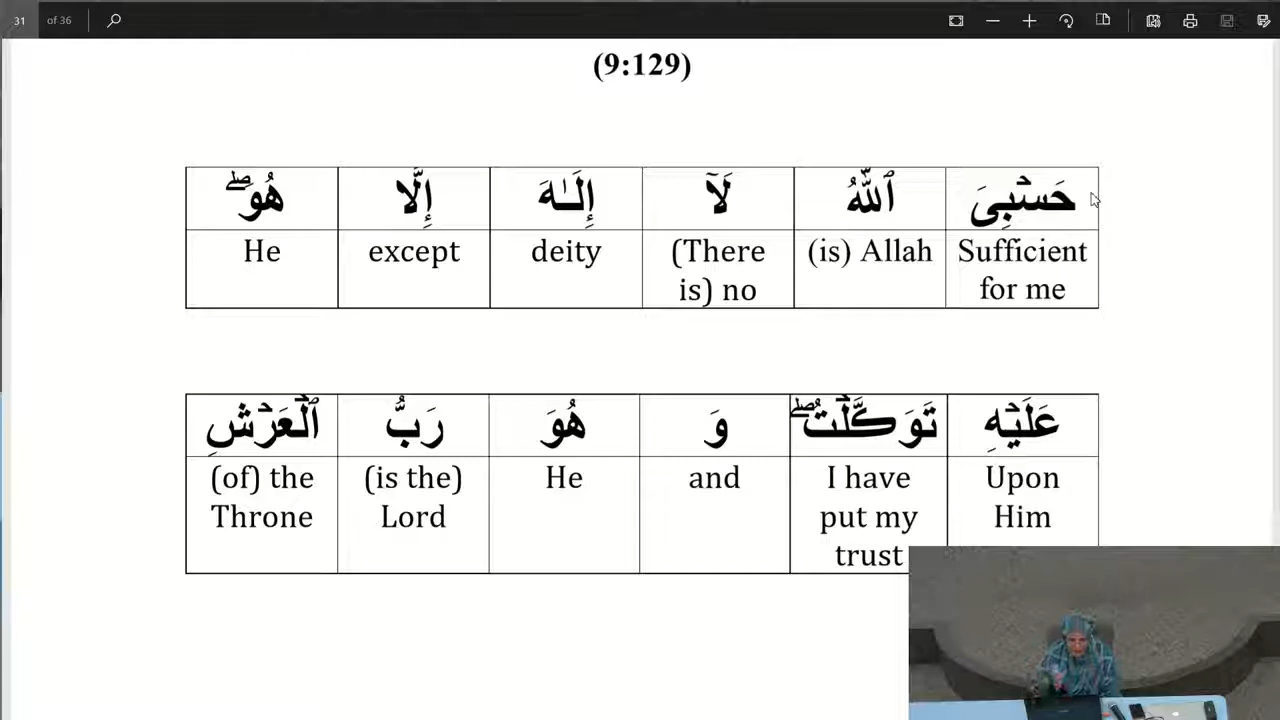 31 of 36
(9:129)
حَسۡبِىَ ٱللَّهُ لَآ إِلَـٰهَ إِلَّا هُوَ‌ۖ
Sufficient for me (is) Allah (There is) no deity except He
عَلَيۡهِ تَوَڪَّلۡتُ‌ۖ وَ هُوَ رَبُّ ٱلۡعَرۡشِ
Upon Him I have put my trust and He (is the) Lord (of) the Throne